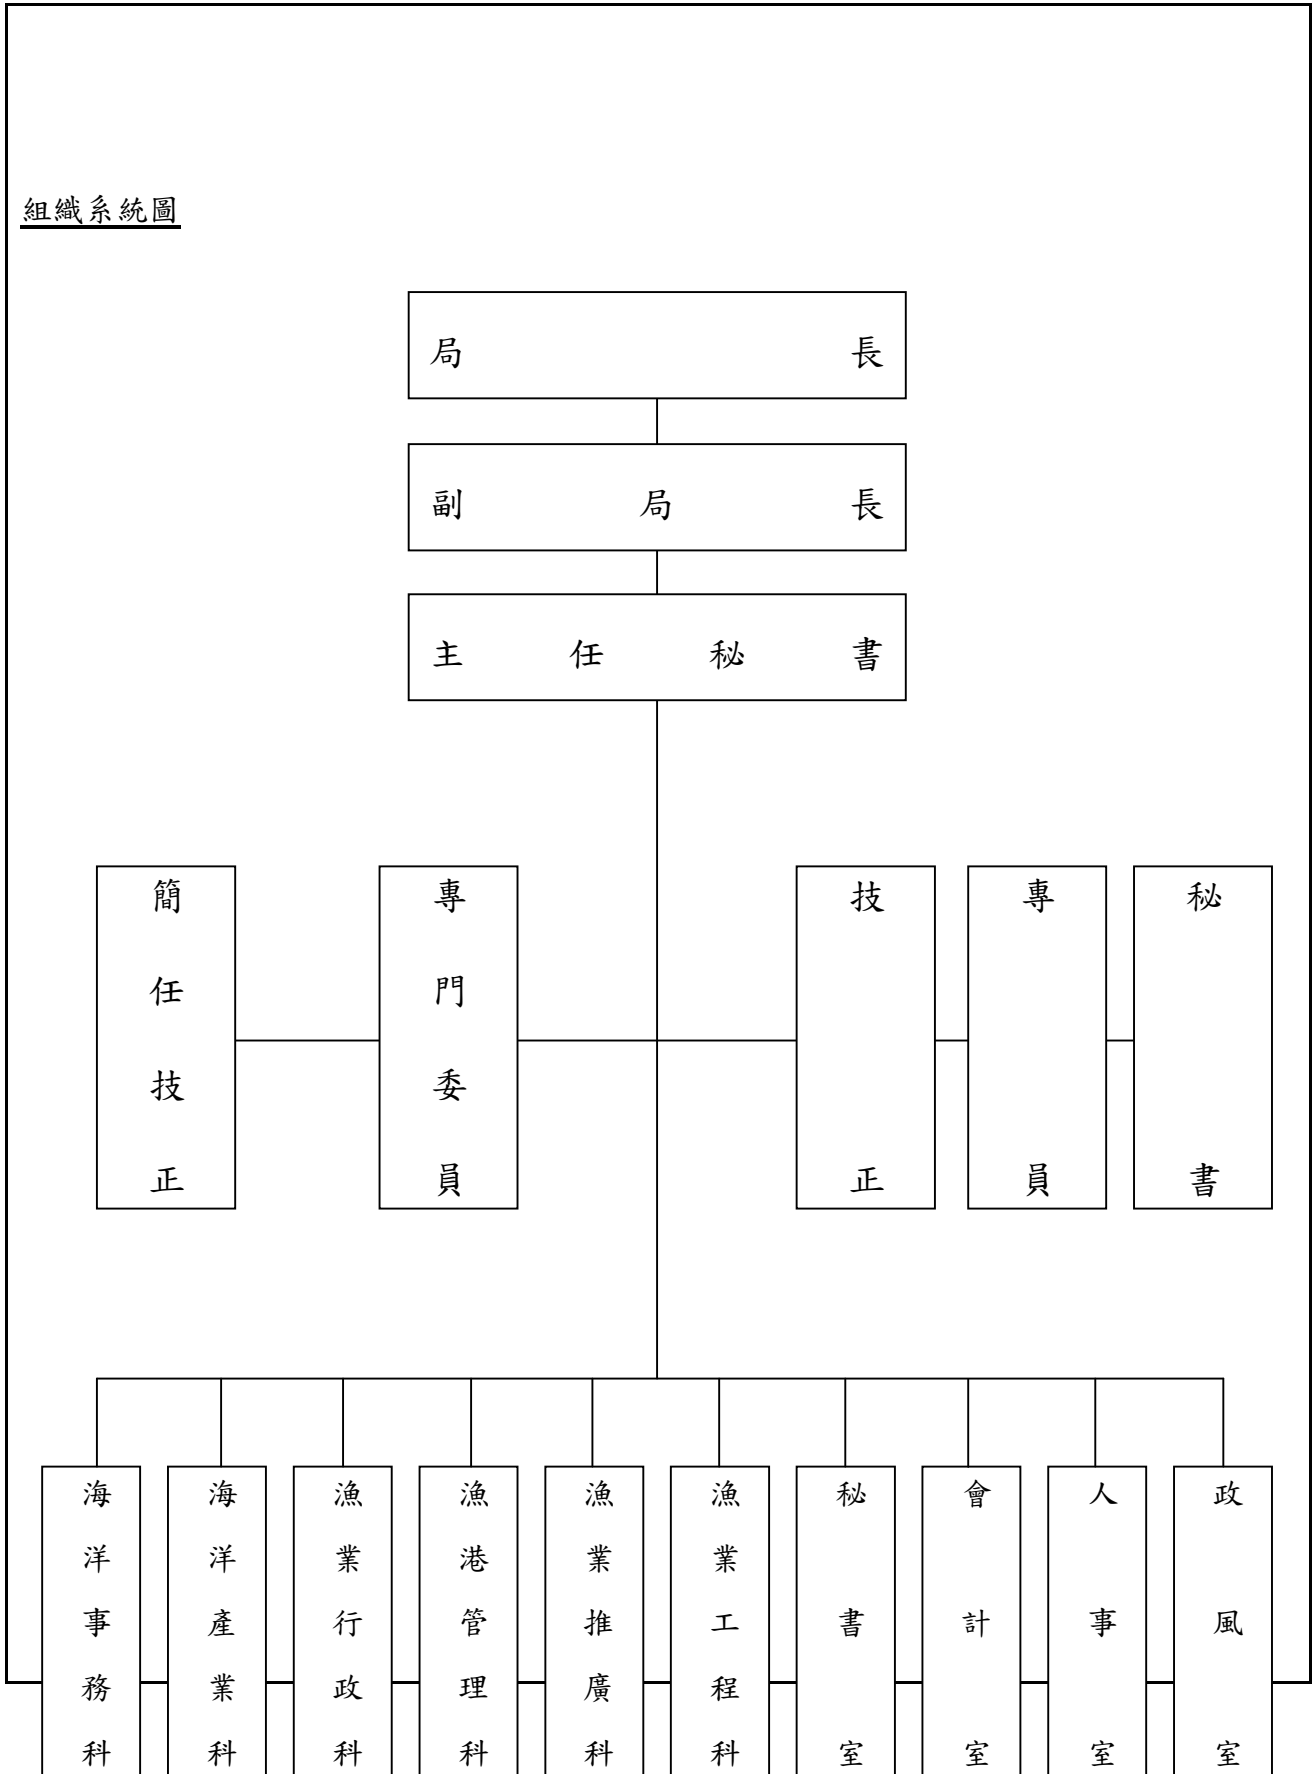 組織系統圖
局長
副局長
主任秘書
簡任技正
專門委員
技正
專員
秘書
海洋事務科
海洋產業科
漁業行政科
漁港管理科
漁業推廣科
漁業工程科
秘書室
會計室
人事室
政風室